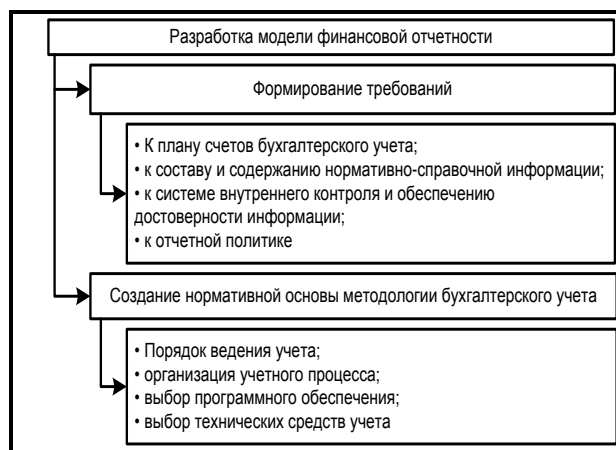 Разработка модели финансовой отчетности
Формирование требований
• К плану счетов бухгалтерского учета;
• к составу и содержанию нормативно-справочной информации;
• к системе внутреннего контроля и обеспечению
достоверности информации;
• к отчетной политике
Создание нормативной основы методологии бухгалтерского учета
• Порядок ведения учета;
• организация учетного процесса;
• выбор программного обеспечения;
• выбор технических средств учета